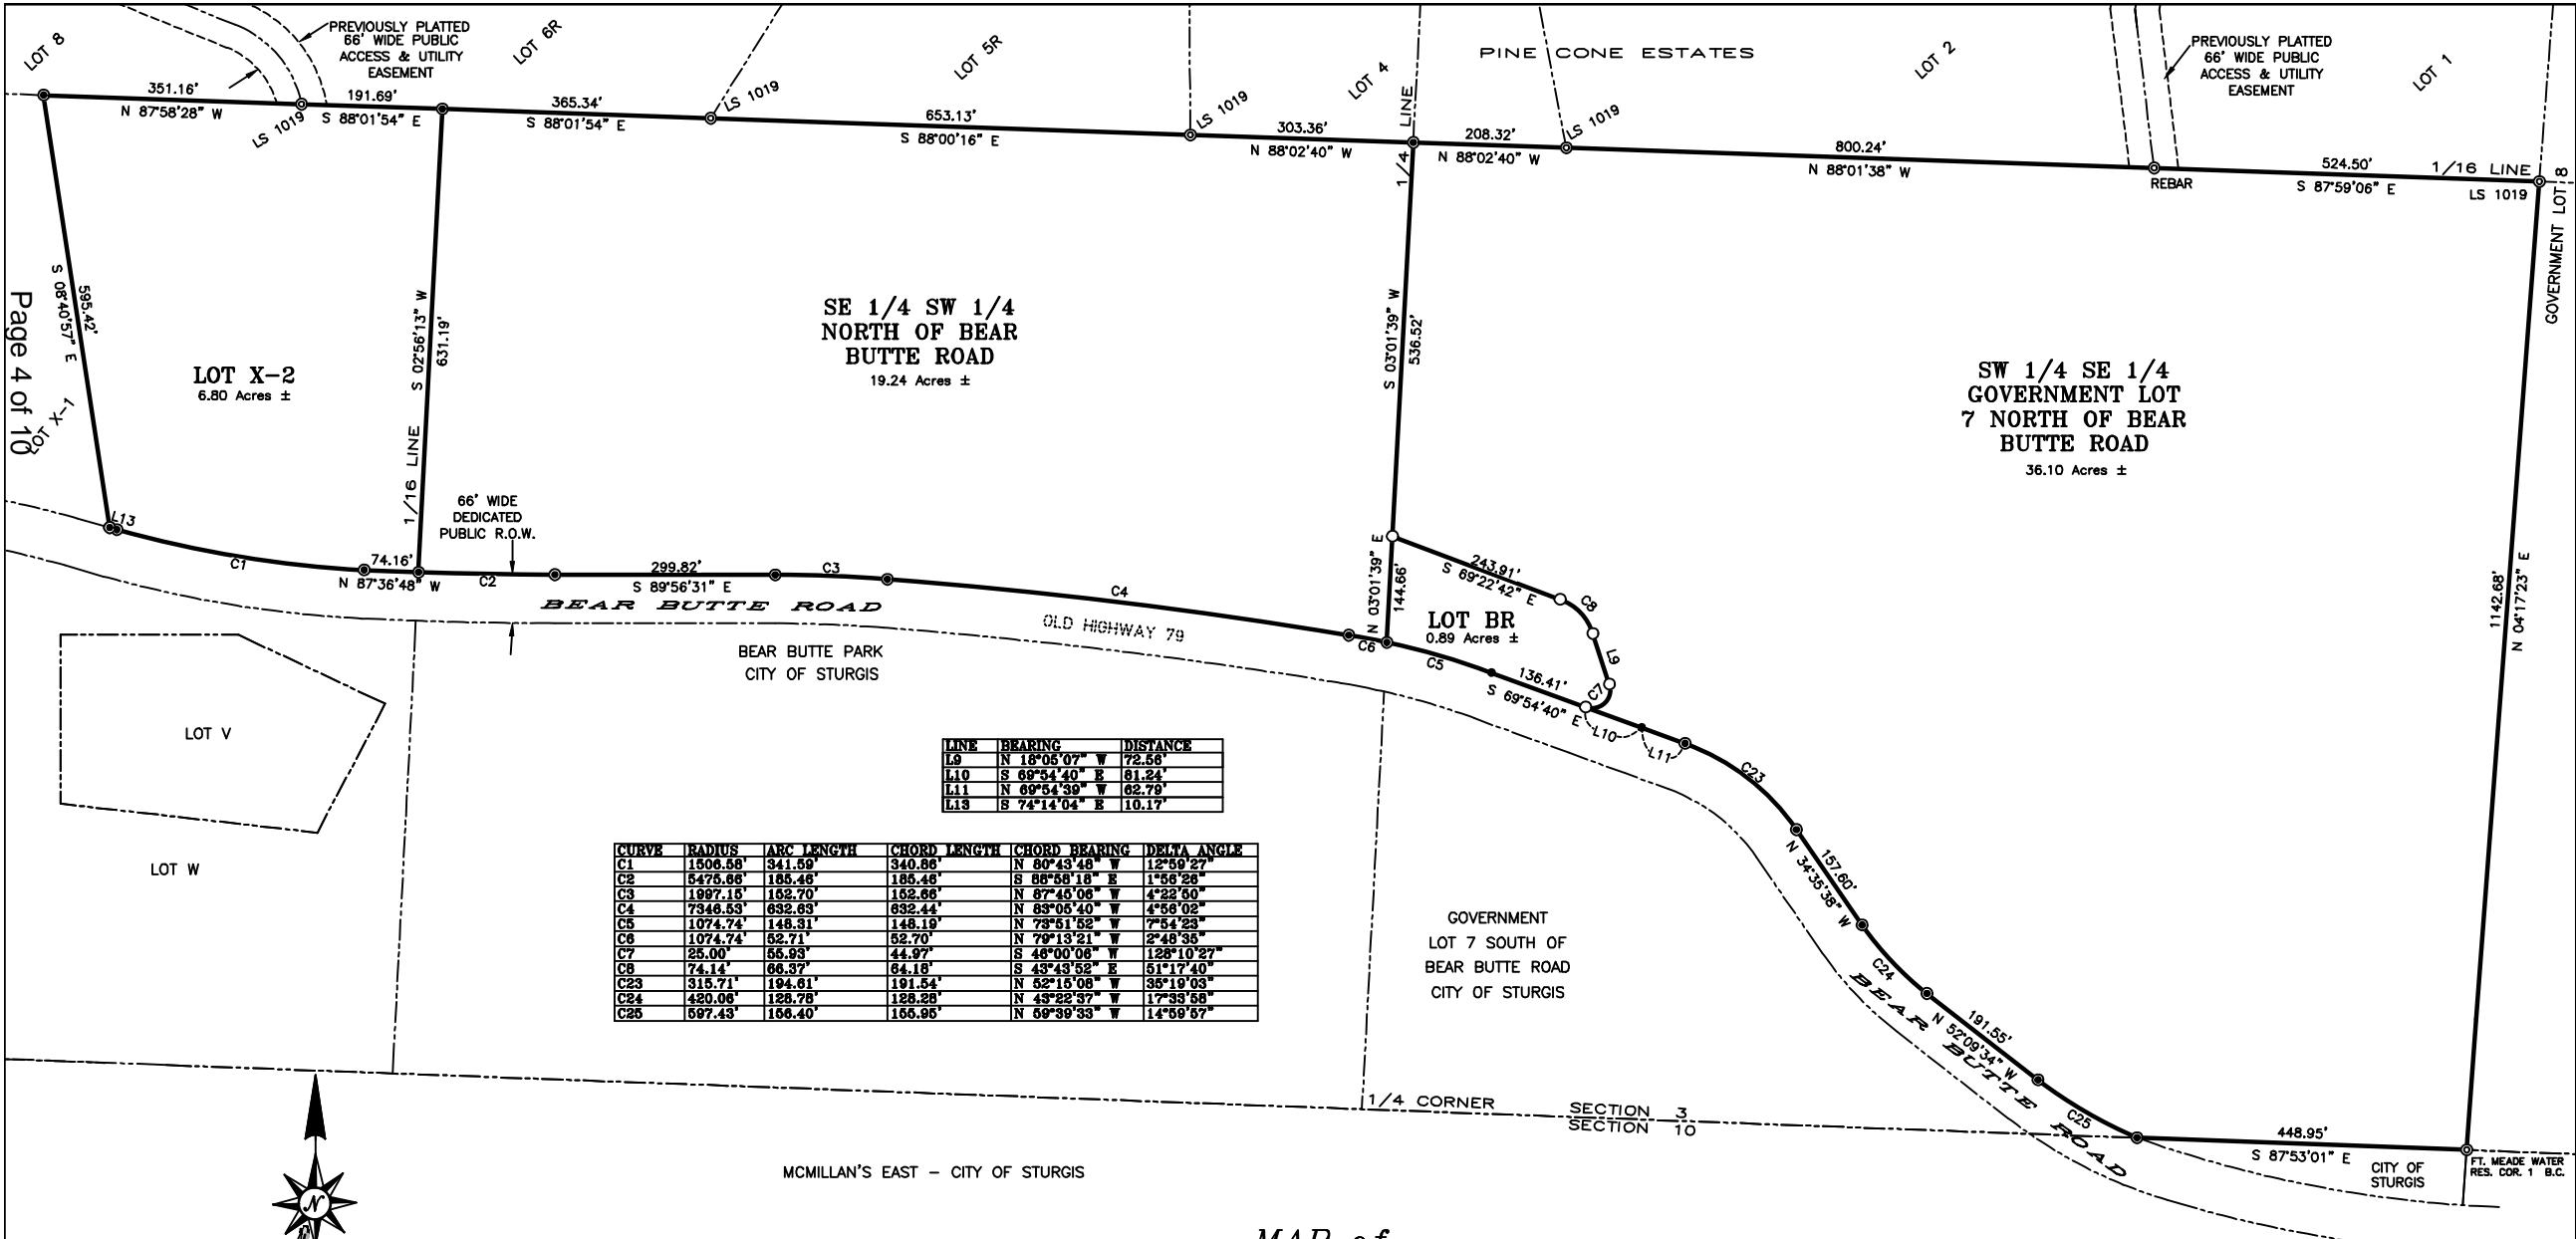 LOT 8
PREVIOUSLY PLATTED
66' WIDE PUBLIC
ACCESS & UTILITY
EASEMENT
LOT 6R
LOT 5R
LOT 4
PINE CONE ESTATES
LOT 2
PREVIOUSLY PLATTED
66' WIDE PUBLIC
ACCESS & UTILITY
EASEMENT
LOT 1
351.16'
N 87°58'28" W
LS 1019
191.69'
S 88°01'54" E
365.34'
S 88°01'54" E
LS 1019
653.13'
S 88°00'16" E
LS 1019
303.36'
N 88°02'40" W
1/4 LINE
208.32'
N 88°02'40" W
LS 1019
800.24'
N 88°01'38" W
REBAR
524.50'
S 87°59'06" E
1/16 LINE
LS 1019
GOVERNMENT LOT 8
Page 4 of 10
595.42'
S 08°40'57" E
LOT X-1
LOT X-2
6.80 Acres ±
1/16 LINE
S 02°56'13" W
631.19'
SE 1/4 SW 1/4
NORTH OF BEAR
BUTTE ROAD
19.24 Acres ±
S 03°01'39" W
536.52'
SW 1/4 SE 1/4
GOVERNMENT LOT
7 NORTH OF BEAR
BUTTE ROAD
36.10 Acres ±
1142.68'
N 04°17'23" E
L13
C1
74.16'
N 87°36'48" W
66' WIDE
DEDICATED
PUBLIC R.O.W.
C2
299.82'
S 89°56'31" E
C3
C4
BEAR BUTTE ROAD
OLD HIGHWAY 79
C6
N 03°01'39" E
144.66'
243.91'
S 69°22'42" E
C8
LOT BR
0.89 Acres ±
L9
C7
C5
136.41'
S 69°54'40" E
L10
L11
C23
BEAR BUTTE PARK
CITY OF STURGIS
LOT V
LOT W
LINE BEARING DISTANCE
L9 N 18°05'07" W 72.56'
L10 S 69°54'40" E 81.24'
L11 N 69°54'39" W 62.79'
L13 S 74°14'04" E 10.17'
CURVE RADIUS ARC LENGTH CHORD LENGTH CHORD BEARING DELTA ANGLE
C1 1506.58' 341.59' 340.86' N 80°43'48" W 12°59'27"
C2 5475.66' 185.46' 185.46' S 88°58'18" E 1°56'26"
C3 1997.15' 152.70' 152.66' N 87°45'06" W 4°22'50"
C4 7346.53' 632.63' 632.44' N 83°05'40" W 4°56'02"
C5 1074.74' 148.31' 148.19' N 73°51'52" W 7°54'23"
C6 1074.74' 52.71' 52.70' N 79°13'21" W 2°48'35"
C7 25.00' 55.93' 44.97' S 46°00'06" W 128°10'27"
C8 74.14' 66.37' 64.18' S 43°43'52" E 51°17'40"
C23 315.71' 194.61' 191.54' N 52°15'08" W 35°19'03"
C24 420.06' 128.78' 128.28' N 43°22'37" W 17°33'58"
C25 597.43' 156.40' 155.95' N 59°39'33" W 14°59'57"
157.60'
N 34°35'38" W
C24
191.55'
N 52°09'34" W
C25
BEAR BUTTE ROAD
GOVERNMENT
LOT 7 SOUTH OF
BEAR BUTTE ROAD
CITY OF STURGIS
1/4 CORNER
SECTION 3
SECTION 10
448.95'
S 87°53'01" E
CITY OF
STURGIS
FT. MEADE WATER
RES. COR. 1 B.C.
MCMILLAN'S EAST – CITY OF STURGIS
N
MAP of